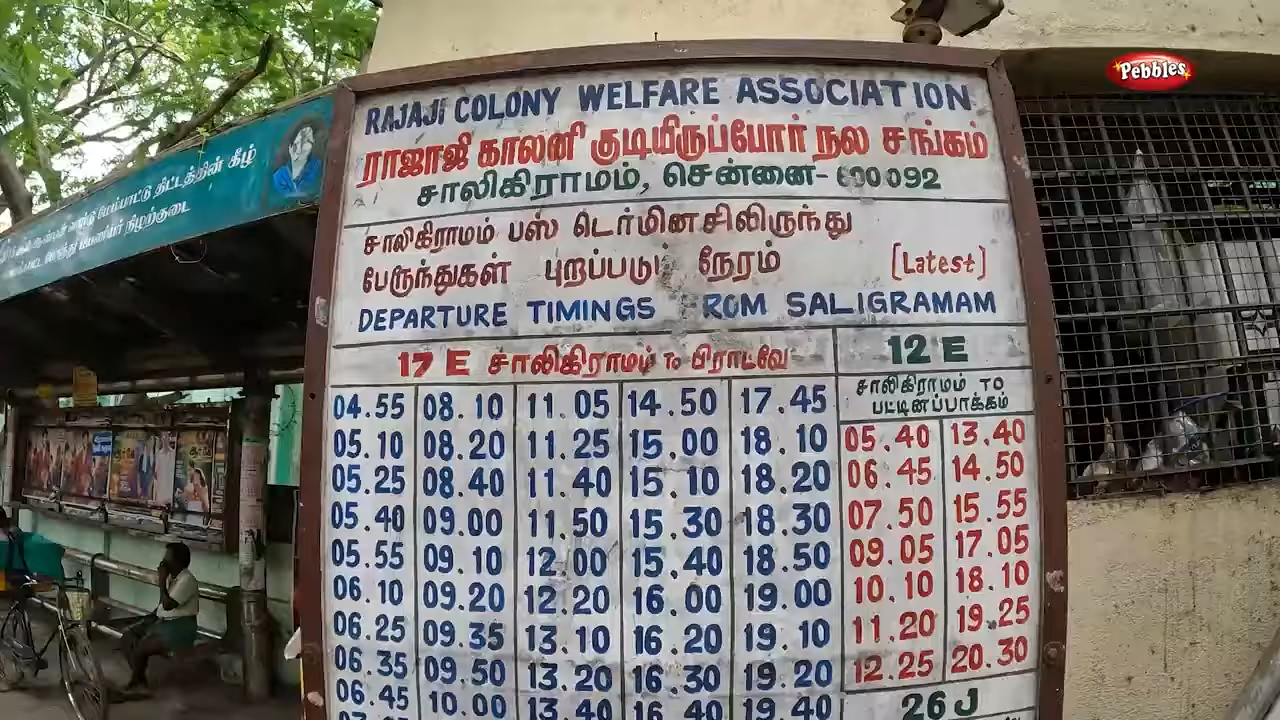 Pebbles
RAJAJI COLONY WELFARE ASSOCIATION
ராஜாஜி காலனி குடியிருப்போர் நல சங்கம்
சாலிகிராமம், சென்னை- 600092
சாலிகிராமம் பஸ் டெர்மினசிலிருந்து
பேருந்துகள் புறப்படு நேரம் [Latest]
DEPARTURE TIMINGS ROM SALIGRAMAM
17 E சாலிகிராமம் To பிராட்வே
12 E
சாலிகிராமம் TO
பட்டினப்பாக்கம்
04.55 08.10 11.05 14.50 17.45
05.10 08.20 11.25 15.00 18.10
05.25 08.40 11.40 15.10 18.20
05.40 09.00 11.50 15.30 18.30
05.55 09.10 12.00 15.40 18.50
06.10 09.20 12.20 16.00 19.00
06.25 09.35 13.10 16.20 19.10
06.35 09.50 13.20 16.30 19.20
06.45 10.00 13.40 16.40 19.40
05.40 13.40
06.45 14.50
07.50 15.55
09.05 17.05
10.10 18.10
11.20 19.25
12.25 20.30
26 J
மேம்பாட்டு திட்டத்தின் கீழ்
நிழற்குடை